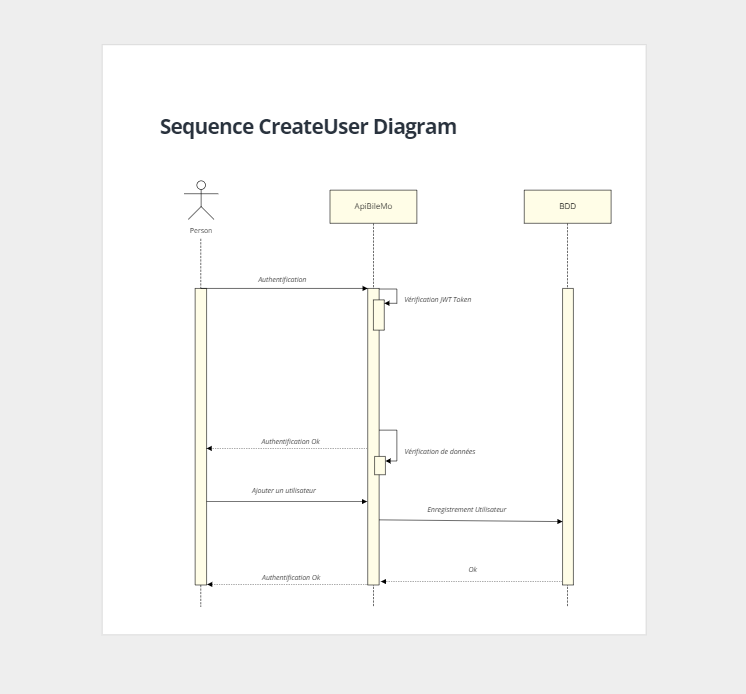 Sequence CreateUser Diagram
Person
ApiBileMo
BDD
Authentification
Vérification JWT Token
Authentification Ok
Vérification de données
Ajouter un utilisateur
Enregistrement Utilisateur
Ok
Authentification Ok